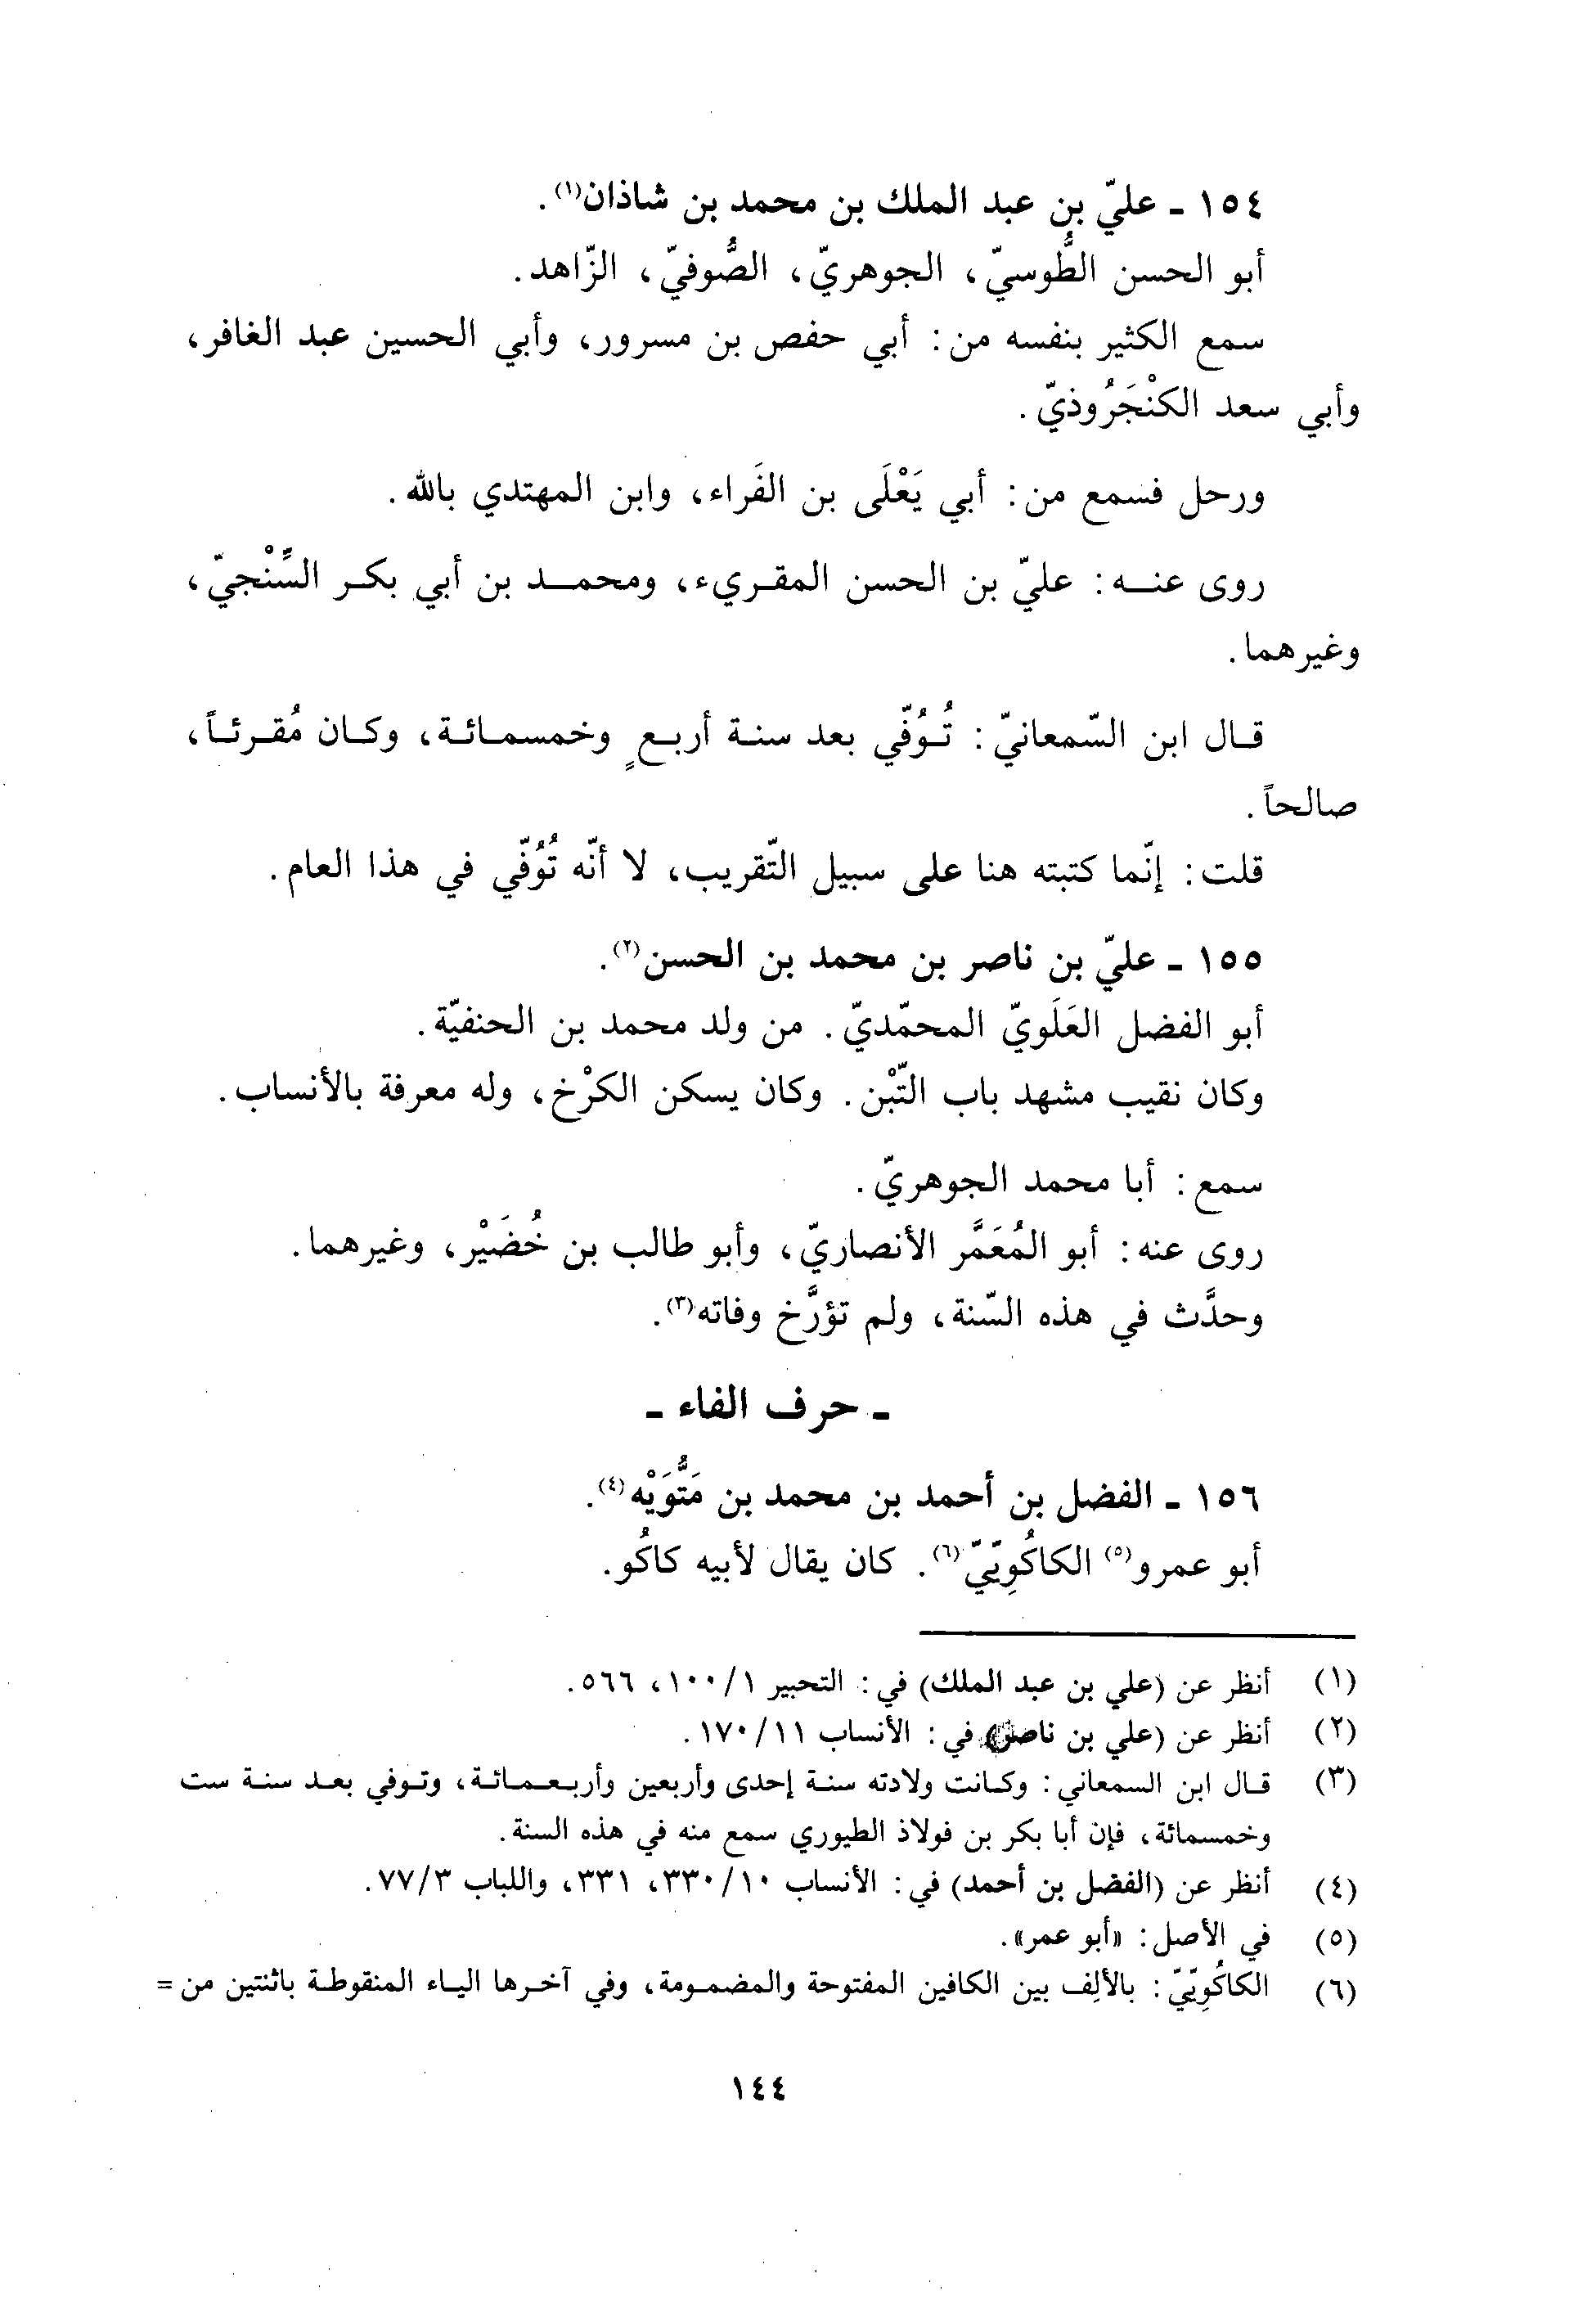 ١٥٤ ـ عليّ بن عبد الملك بن محمد بن شاذان(١).
أبو الحسن الطُّوسيّ، الجوهريّ، الصُّوفيّ، الزّاهد.
سمع الكثير بنفسه من: أبي حفص بن مسرور، وأبي الحسين عبد الغافر،
وأبي سعد الكنْجَرُوذيّ.
ورحل فسمع من: أبي يَعْلَى بن الفَراء، وابن المهتدي بالله.
روى عنه: عليّ بن الحسن المقريء، ومحمد بن أبي بكر السِّنْجيّ،
وغيرهما.
قال ابن السّمعانيّ: تُوُفّي بعد سنة أربعٍ وخمسمائة، وكان مُقرئاً،
صالحاً.
قلت: إنّما كتبته هنا على سبيل التّقريب، لا أنّه تُوُفّي في هذا العام.
١٥٥ ـ عليّ بن ناصر بن محمد بن الحسن(٢).
أبو الفضل العَلَويّ المحمّديّ. من ولد محمد بن الحنفيّة.
وكان نقيب مشهد باب التّبْن. وكان يسكن الكرْخ، وله معرفة بالأنساب.
سمع: أبا محمد الجوهريّ.
روى عنه: أبو المُعَمَّر الأنصاريّ، وأبو طالب بن خُضَيْر، وغيرهما.
وحدَّث في هذه السّنة، ولم تؤرَّخ وفاته(٣).
ـ حرف الفاء ـ
١٥٦ ـ الفضل بن أحمد بن محمد بن مَتُّوَيْه(٤).
أبو عمرو(٥) الكاكُوِيّيّ(٦). كان يقال لأبيه كاكُو.
(١) أنظر عن (علي بن عبد الملك) في: التحبير ١/١٠٠، ٥٦٦.
(٢) أنظر عن (علي بن ناصر) في: الأنساب ١١/١٧٠.
(٣) قال ابن السمعاني: وكانت ولادته سنة إحدى وأربعين وأربعمائة، وتوفي بعد سنة ست
وخمسمائة، فإن أبا بكر بن فولاذ الطيوري سمع منه في هذه السنة.
(٤) أنظر عن (الفضل بن أحمد) في: الأنساب ١٠/٣٣٠، ٣٣١، واللباب ٣/٧٧.
(٥) في الأصل: «أبو عمر».
(٦) الكاكُوِيّيّ: بالألِف بين الكافين المفتوحة والمضمومة، وفي آخرها الياء المنقوطة باثنتين من =
١٤٤